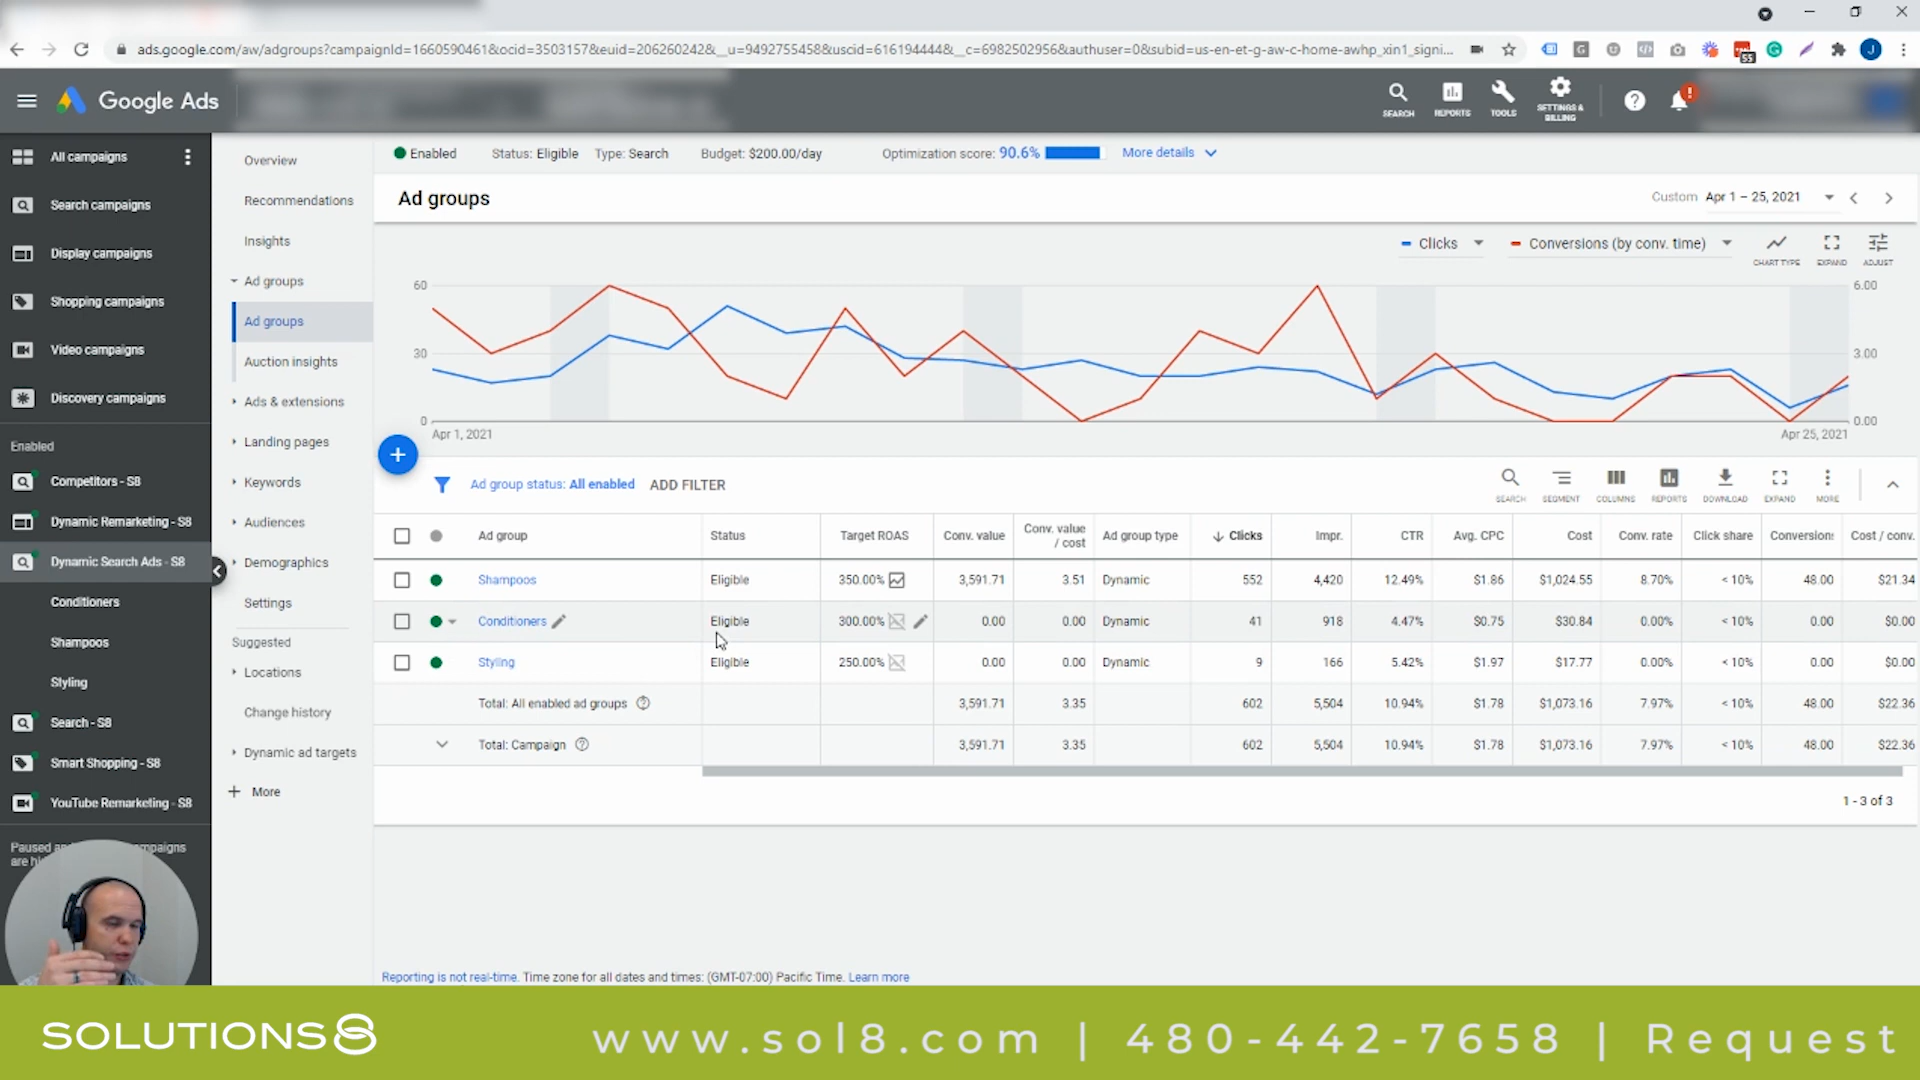 ads.google.com/aw/adgroups?campaignId=1660590461&ocid=3503157&euid=206260242&__u=9492755458&uscid=616194444&__c=6982502956&authuser=0&subid=us-en-et-g-aw-c-home-awhp_xin1_signi...
Google Ads
SEARCH
REPORTS
TOOLS
SETTINGS & BILLING
All campaigns
Search campaigns
Display campaigns
Shopping campaigns
Video campaigns
Discovery campaigns
Enabled
Competitors - S8
Dynamic Remarketing - S8
Dynamic Search Ads - S8
Conditioners
Shampoos
Styling
Search - S8
Smart Shopping - S8
YouTube Remarketing - S8
Overview
Recommendations
Insights
Ad groups
Ad groups
Auction insights
Ads & extensions
Landing pages
Keywords
Audiences
Demographics
Settings
Suggested
Locations
Change history
Dynamic ad targets
+ More
Enabled Status: Eligible Type: Search Budget: $200.00/day Optimization score: 90.6% More details
Ad groups
Custom Apr 1 – 25, 2021
Clicks Conversions (by conv. time)
CHART TYPE EXPAND ADJUST
60 6.00
30 3.00
0 0.00
Apr 1, 2021 Apr 25, 2021
Ad group status: All enabled ADD FILTER
SEARCH SEGMENT COLUMNS REPORTS DOWNLOAD EXPAND MORE
Ad group Status Target ROAS Conv. value Conv. value / cost Ad group type Clicks Impr. CTR Avg. CPC Cost Conv. rate Click share Conversions Cost / conv.
Shampoos Eligible 350.00% 3,591.71 3.51 Dynamic 552 4,420 12.49% $1.86 $1,024.55 8.70% < 10% 48.00 $21.34
Conditioners Eligible 300.00% 0.00 0.00 Dynamic 41 918 4.47% $0.75 $30.84 0.00% < 10% 0.00 $0.00
Styling Eligible 250.00% 0.00 0.00 Dynamic 9 166 5.42% $1.97 $17.77 0.00% < 10% 0.00 $0.00
Total: All enabled ad groups 3,591.71 3.35 602 5,504 10.94% $1.78 $1,073.16 7.97% < 10% 48.00 $22.36
Total: Campaign 3,591.71 3.35 602 5,504 10.94% $1.78 $1,073.16 7.97% < 10% 48.00 $22.36
1 - 3 of 3
Reporting is not real-time. Time zone for all dates and times: (GMT-07:00) Pacific Time. Learn more
SOLUTIONS8
www.sol8.com | 480-442-7658 | Request